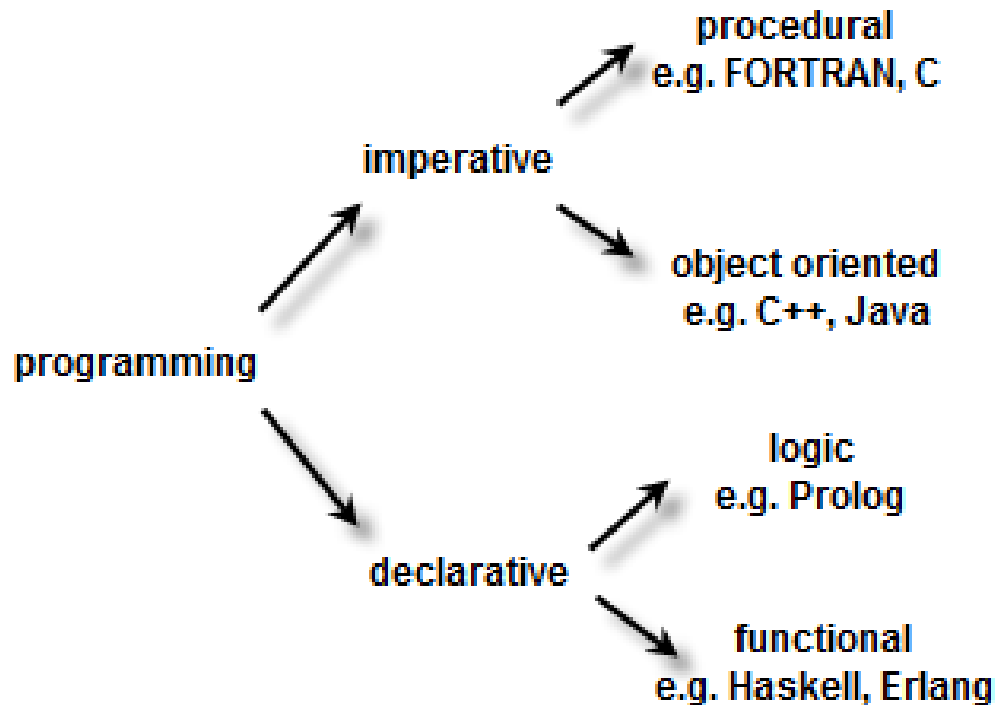 procedural
e.g. FORTRAN, C
imperative
object oriented
e.g. C++, Java
programming
logic
e.g. Prolog
declarative
functional
e.g. Haskell, Erlang